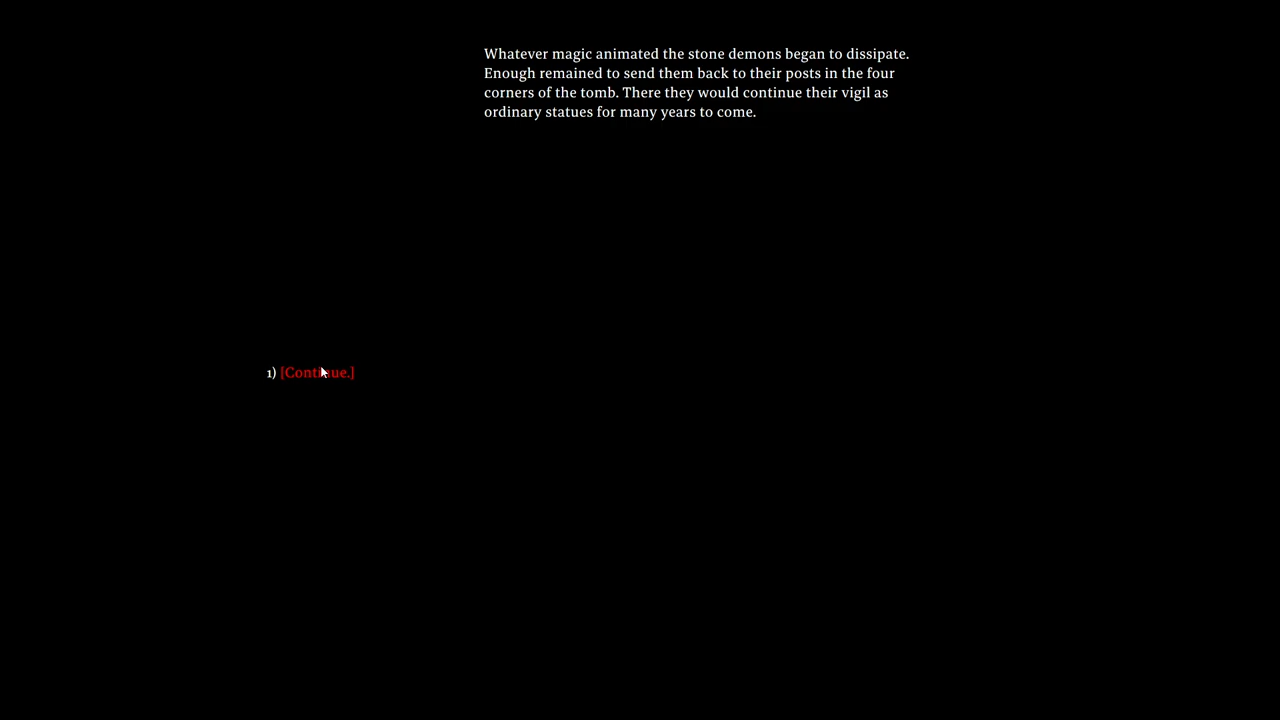 Whatever magic animated the stone demons began to dissipate.
Enough remained to send them back to their posts in the four
corners of the tomb. There they would continue their vigil as
ordinary statues for many years to come.
1) [Continue.]